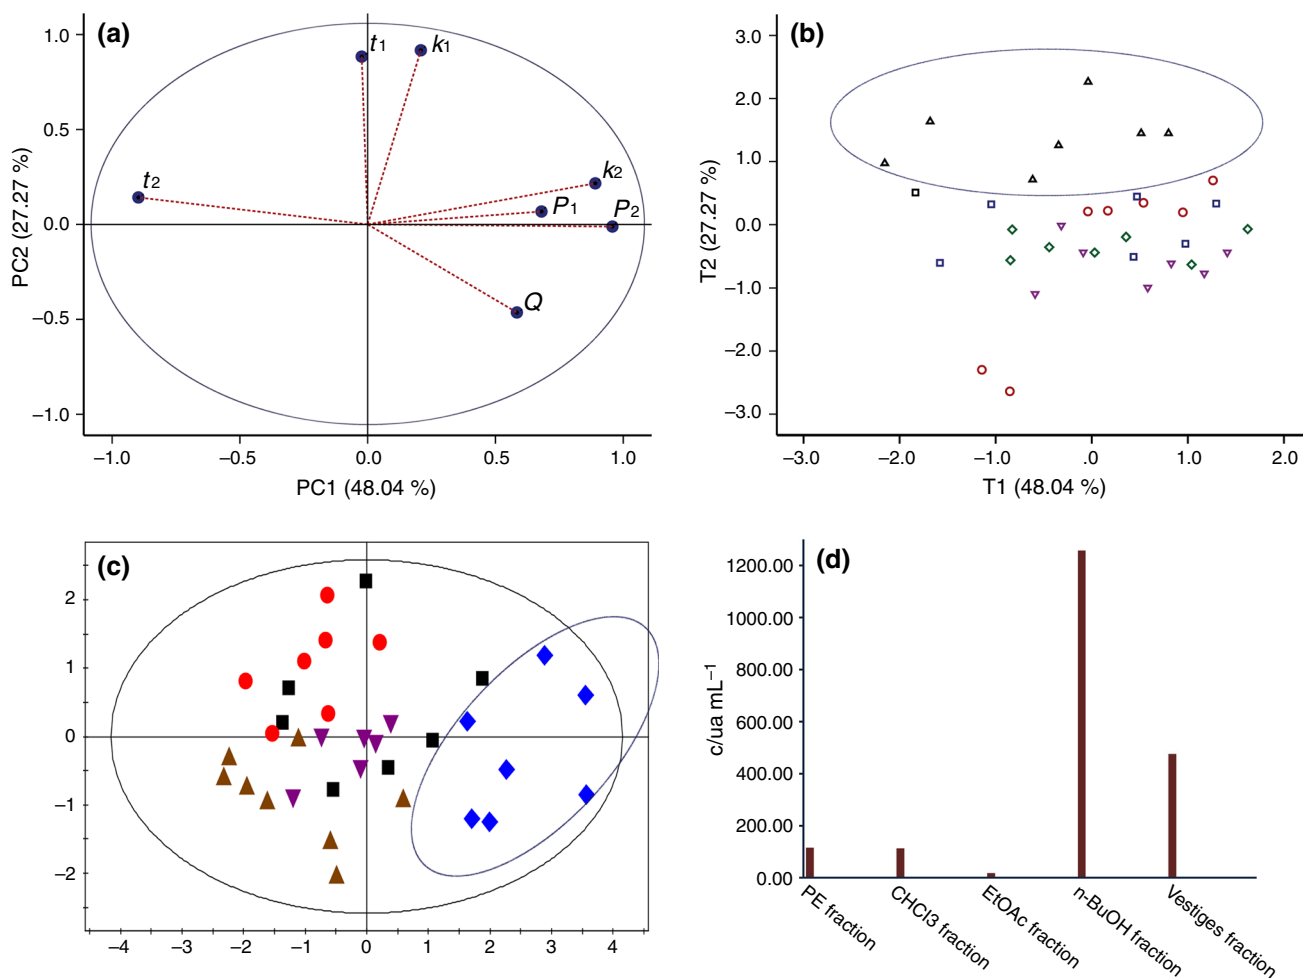 (a)
1.0
0.5
0.0
−0.5
−1.0
PC2 (27.27 %)
t1
k1
t2
k2
P1
P2
Q
−1.0
−0.5
0.0
0.5
1.0
PC1 (48.04 %)
(b)
3.0
2.0
1.0
0.0
−1.0
−2.0
−3.0
T2 (27.27 %)
−3.0
−2.0
−1.0
.0
1.0
2.0
T1 (48.04 %)
(c)
2
1
0
−1
−2
−4
−3
−2
−1
0
1
2
3
4
(d)
1200.00
1000.00
800.00
600.00
400.00
200.00
0.00
c/ua mL−1
PE fraction
CHCl3 fraction
EtOAc fraction
n-BuOH fraction
Vestiges fraction